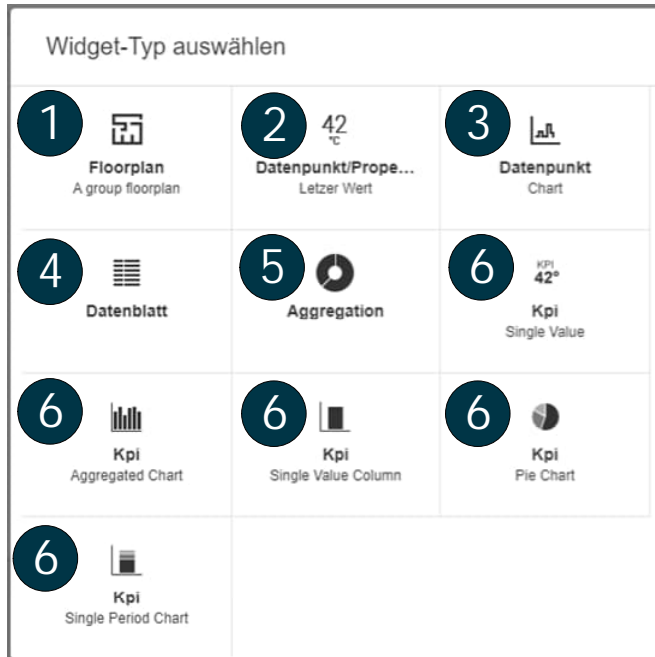 Widget-Typ auswählen
1
2
42
°C
3
Floorplan
A group floorplan
Datenpunkt/Prope...
Letzer Wert
Datenpunkt
Chart
4
5
6
KPI
42°
Datenblatt
Aggregation
Kpi
Single Value
6
6
6
Kpi
Aggregated Chart
Kpi
Single Value Column
Kpi
Pie Chart
6
Kpi
Single Period Chart